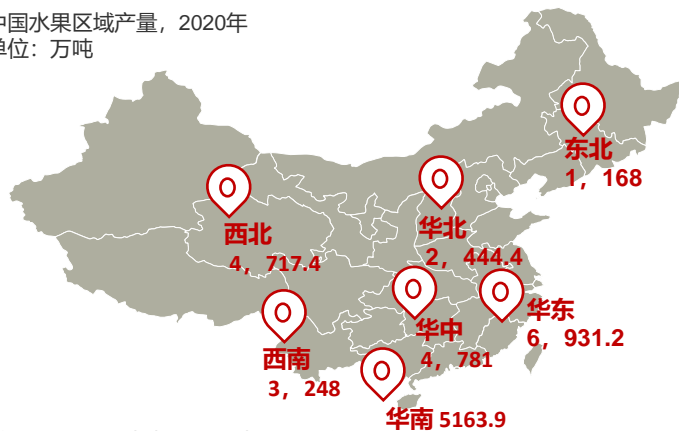 中国水果区域产量，2020年
单位：万吨
东北
1，168
西北
4，717.4
华北
2，444.4
华东
6，931.2
华中
4，781
西南
3，248
华南 5163.9